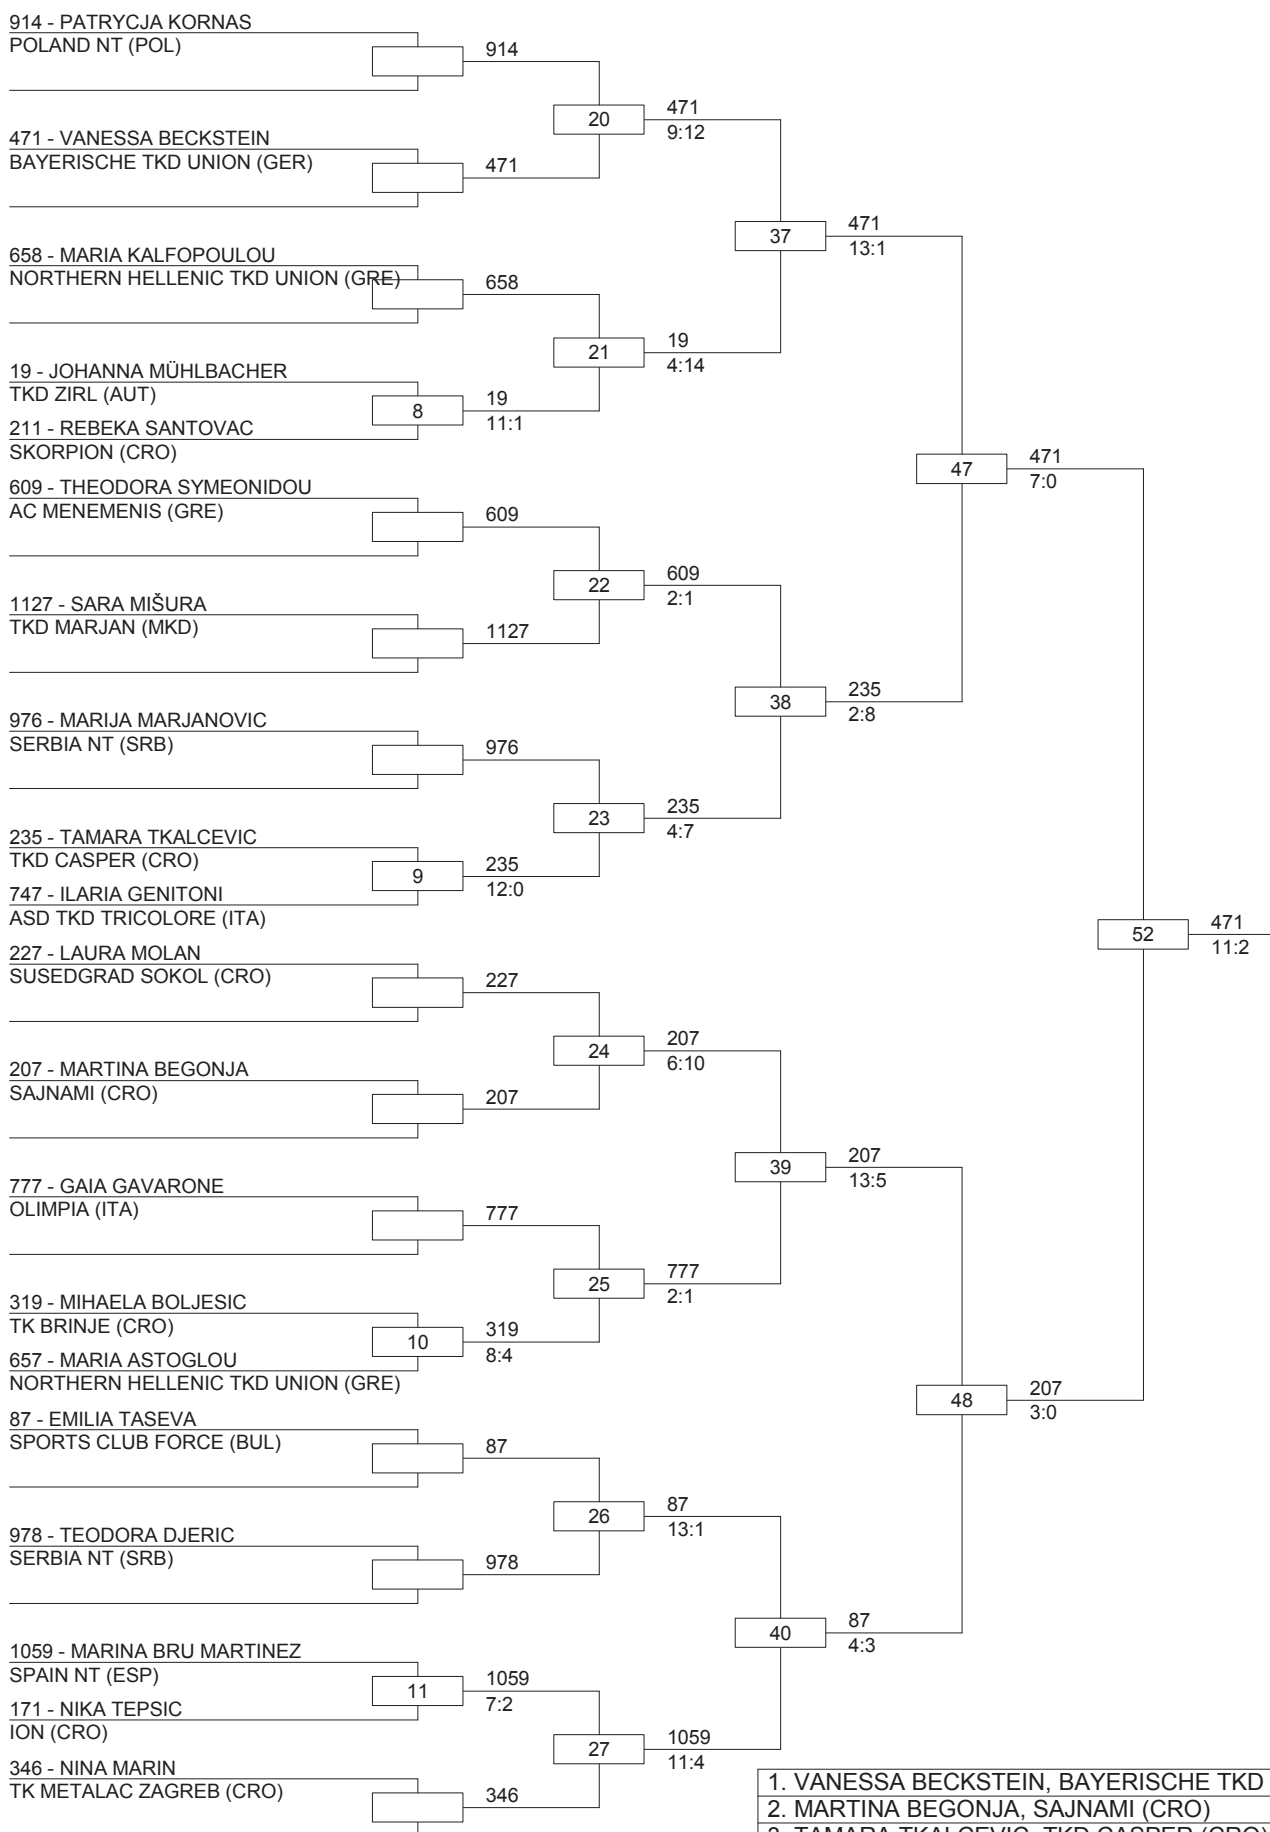 914 - PATRYCJA KORNAS
POLAND NT (POL)
914
20
471
9:12
471 - VANESSA BECKSTEIN
BAYERISCHE TKD UNION (GER)
471
37
471
13:1
658 - MARIA KALFOPOULOU
NORTHERN HELLENIC TKD UNION (GRE)
658
21
19
4:14
19 - JOHANNA MÜHLBACHER
TKD ZIRL (AUT)
8
19
11:1
211 - REBEKA SANTOVAC
SKORPION (CRO)
47
471
7:0
609 - THEODORA SYMEONIDOU
AC MENEMENIS (GRE)
609
22
609
2:1
1127 - SARA MIŠURA
TKD MARJAN (MKD)
1127
38
235
2:8
976 - MARIJA MARJANOVIC
SERBIA NT (SRB)
976
23
235
4:7
235 - TAMARA TKALCEVIC
TKD CASPER (CRO)
9
235
12:0
747 - ILARIA GENITONI
ASD TKD TRICOLORE (ITA)
52
471
11:2
227 - LAURA MOLAN
SUSEDGRAD SOKOL (CRO)
227
24
207
6:10
207 - MARTINA BEGONJA
SAJNAMI (CRO)
207
39
207
13:5
777 - GAIA GAVARONE
OLIMPIA (ITA)
777
25
777
2:1
319 - MIHAELA BOLJESIC
TK BRINJE (CRO)
10
319
8:4
657 - MARIA ASTOGLOU
NORTHERN HELLENIC TKD UNION (GRE)
48
207
3:0
87 - EMILIA TASEVA
SPORTS CLUB FORCE (BUL)
87
26
87
13:1
978 - TEODORA DJERIC
SERBIA NT (SRB)
978
40
87
4:3
1059 - MARINA BRU MARTINEZ
SPAIN NT (ESP)
11
1059
7:2
171 - NIKA TEPSIC
ION (CRO)
27
1059
11:4
346 - NINA MARIN
TK METALAC ZAGREB (CRO)
346
1. VANESSA BECKSTEIN, BAYERISCHE TKD
2. MARTINA BEGONJA, SAJNAMI (CRO)
3. TAMARA TKALCEVIC, TKD CASPER (CRO)